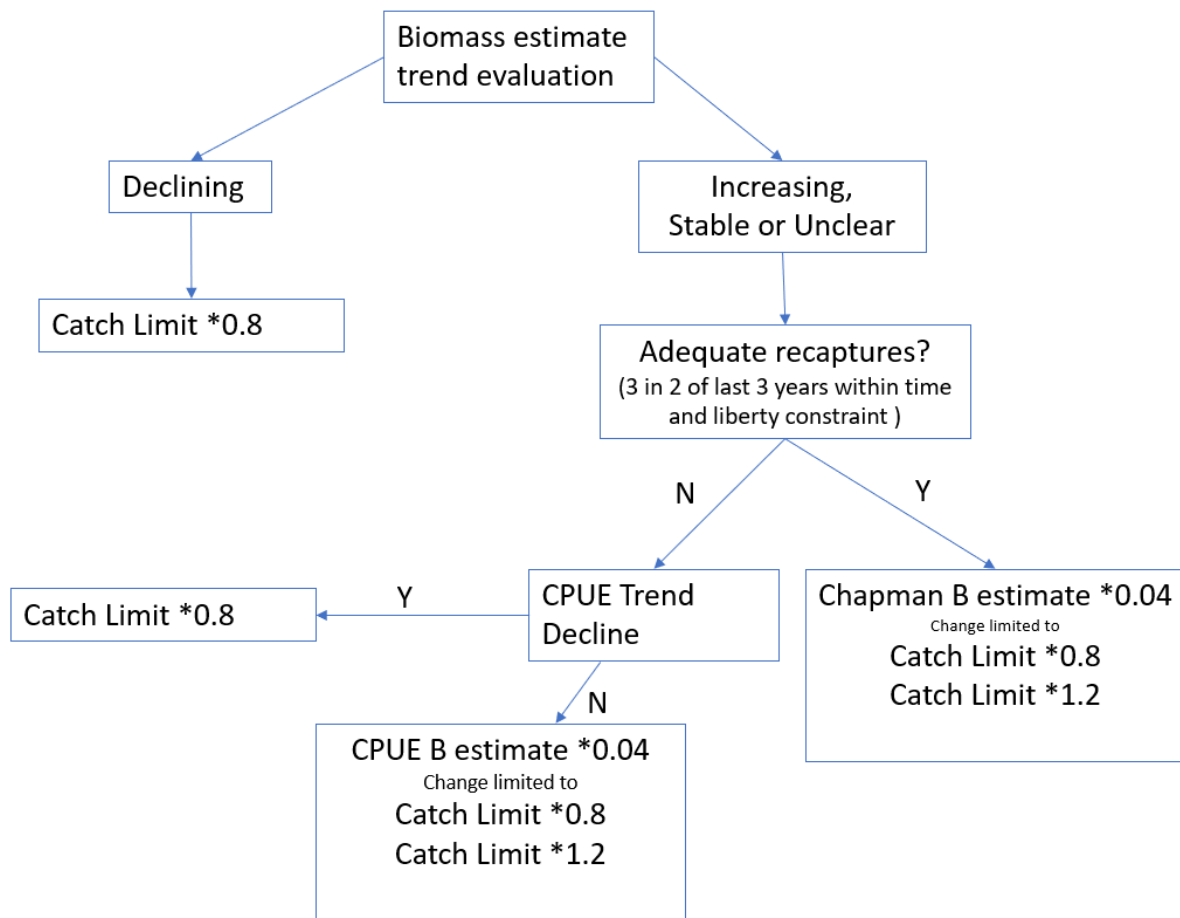 Biomass estimate
trend evaluation
Declining
Increasing,
Stable or Unclear
Catch Limit *0.8
Adequate recaptures?
(3 in 2 of last 3 years within time
and liberty constraint )
N
Y
Catch Limit *0.8
Y
CPUE Trend
Decline
Chapman B estimate *0.04
Change limited to
Catch Limit *0.8
Catch Limit *1.2
N
CPUE B estimate *0.04
Change limited to
Catch Limit *0.8
Catch Limit *1.2